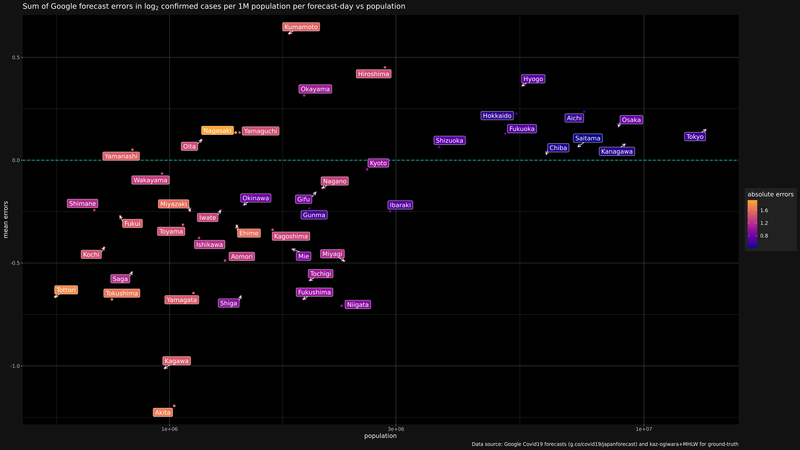 Sum of Google forecast errors in log₂ confirmed cases per 1M population per forecast-day vs population
Kumamoto
0.5
Hiroshima
Hyogo
Okayama
Hokkaido
Aichi
Osaka
Nagasaki
Yamaguchi
Fukuoka
Tokyo
Oita
Shizuoka
Saitama
Chiba
Kanagawa
Yamanashi
0.0
Kyoto
Wakayama
Nagano
Okinawa
Gifu
Shimane
Miyazaki
Ibaraki
Iwate
Gunma
mean errors
Fukui
Toyama
Ehime
Kagoshima
Ishikawa
Kochi
Aomori
Mie
Miyagi
-0.5
Saga
Tochigi
Tottori
Tokushima
Yamagata
Shiga
Fukushima
Niigata
Kagawa
-1.0
Akita
1e+06
3e+06
1e+07
population
absolute errors
1.6
1.2
0.8
Data source: Google Covid19 forecasts (g.co/covid19/japanforecast) and kaz-ogiwara+MHLW for ground-truth